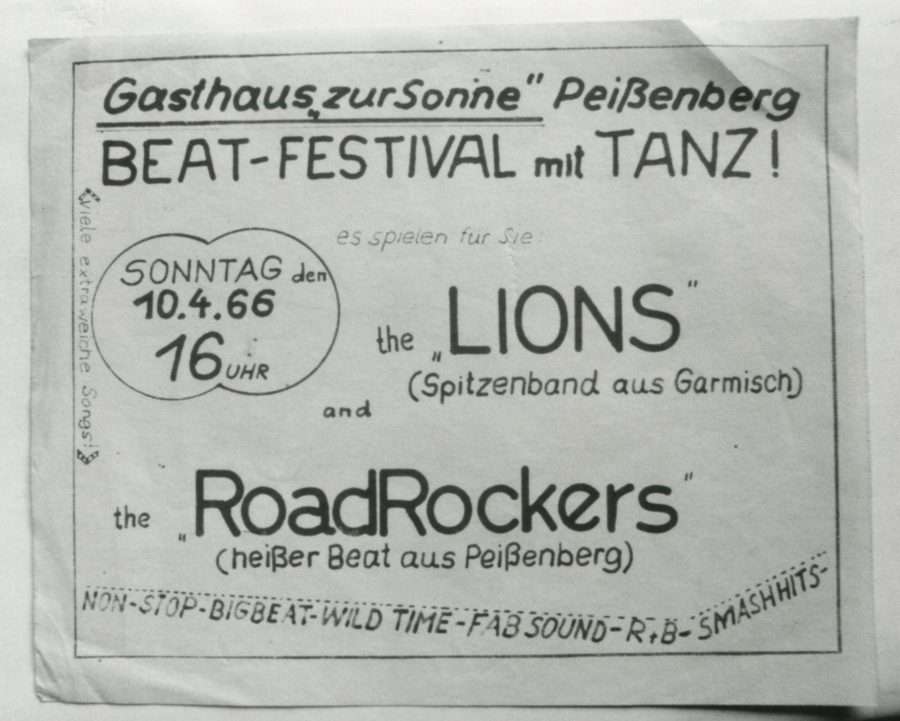 Gasthaus „zur Sonne" Peißenberg
BEAT-FESTIVAL mit TANZ!
Viele extraweiche Songs!
es spielen für Sie:
SONNTAG den
10.4.66
16 UHR
the „LIONS"
(Spitzenband aus Garmisch)
and
the „RoadRockers"
(heißer Beat aus Peißenberg)
NON-STOP-BIGBEAT-WILD TIME-FAB SOUND-R+B-SMASHHITS-